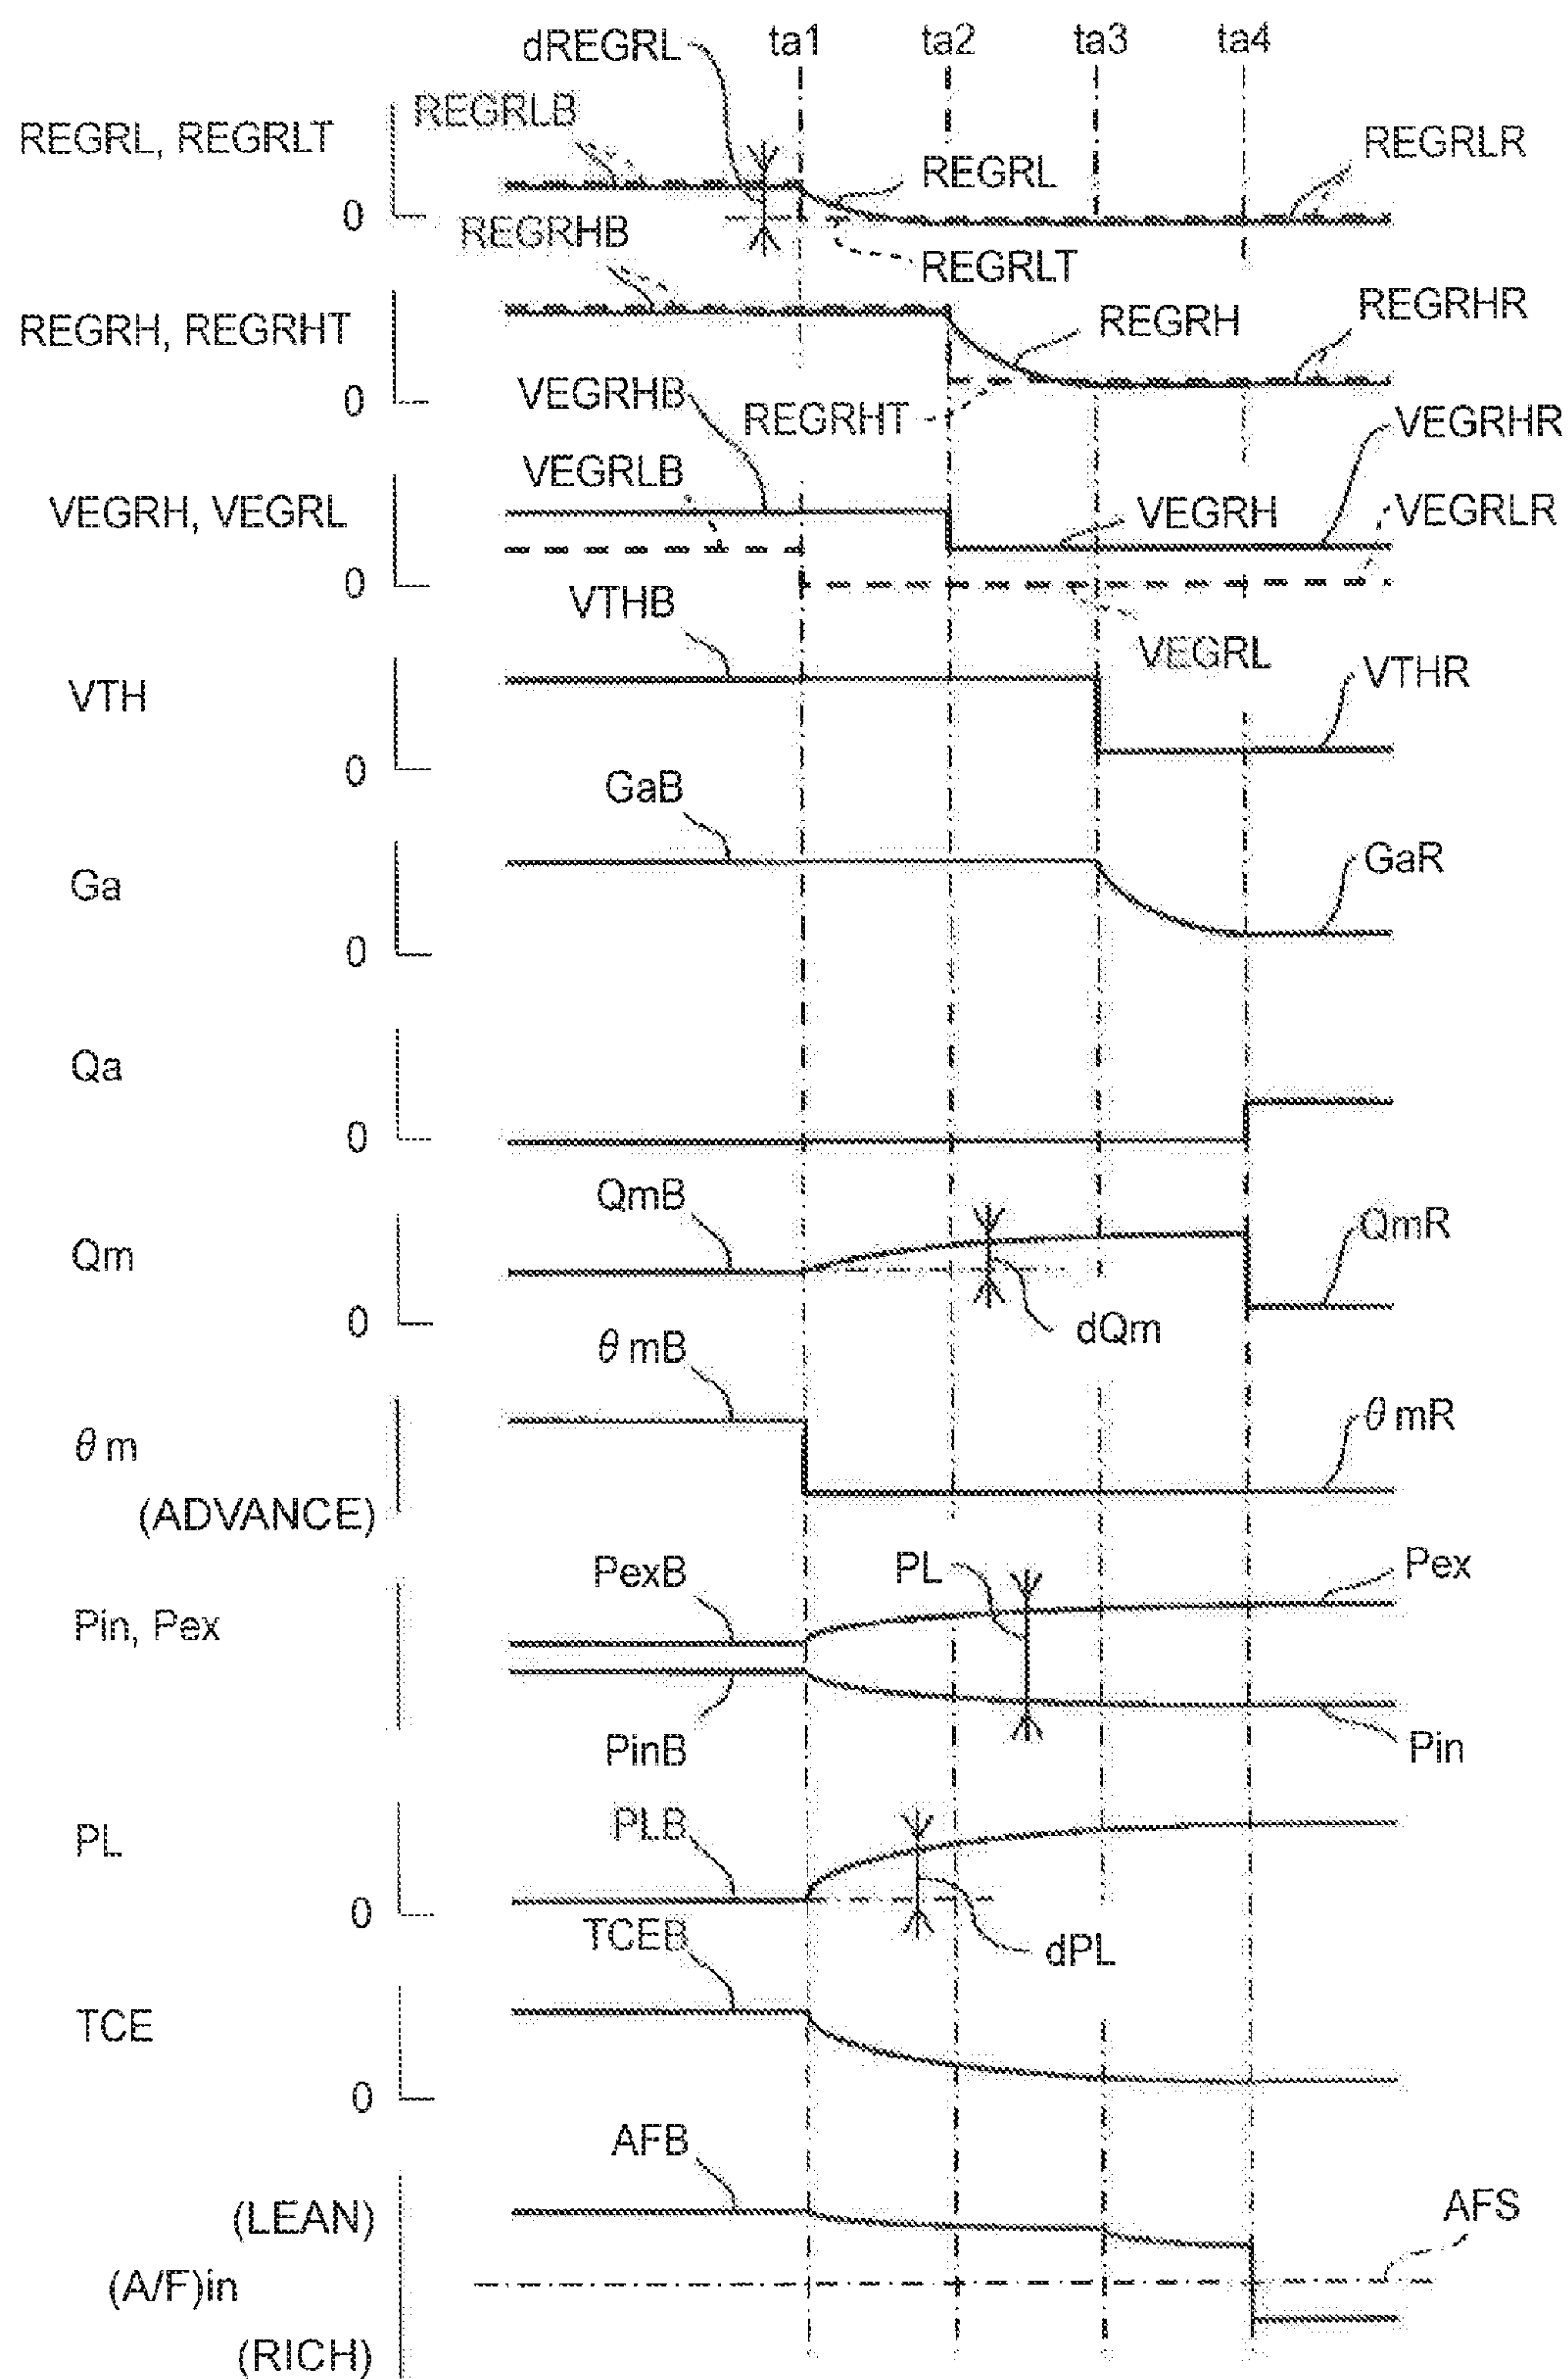 dREGRL ta1 ta2 ta3 ta4
REGRLB
REGRL, REGRLT
REGRL
REGRLR
0
REGRLT
REGRHB
REGRH, REGRHT
REGRH
REGRHR
0
REGRHT
VEGRHB
VEGRHR
VEGRLB
VEGRH, VEGRL
VEGRH
VEGRLR
0
VEGRL
VTHB
VTH
VTHR
0
GaB
Ga
GaR
0
Qa
0
QmB
Qm
QmR
0
dQm
θmB
θm
θmR
(ADVANCE)
PexB
PL
Pex
Pin, Pex
PinB
Pin
PL
PLB
0
dPL
TCEB
TCE
0
AFB
(LEAN)
AFS
(A/F)in
(RICH)